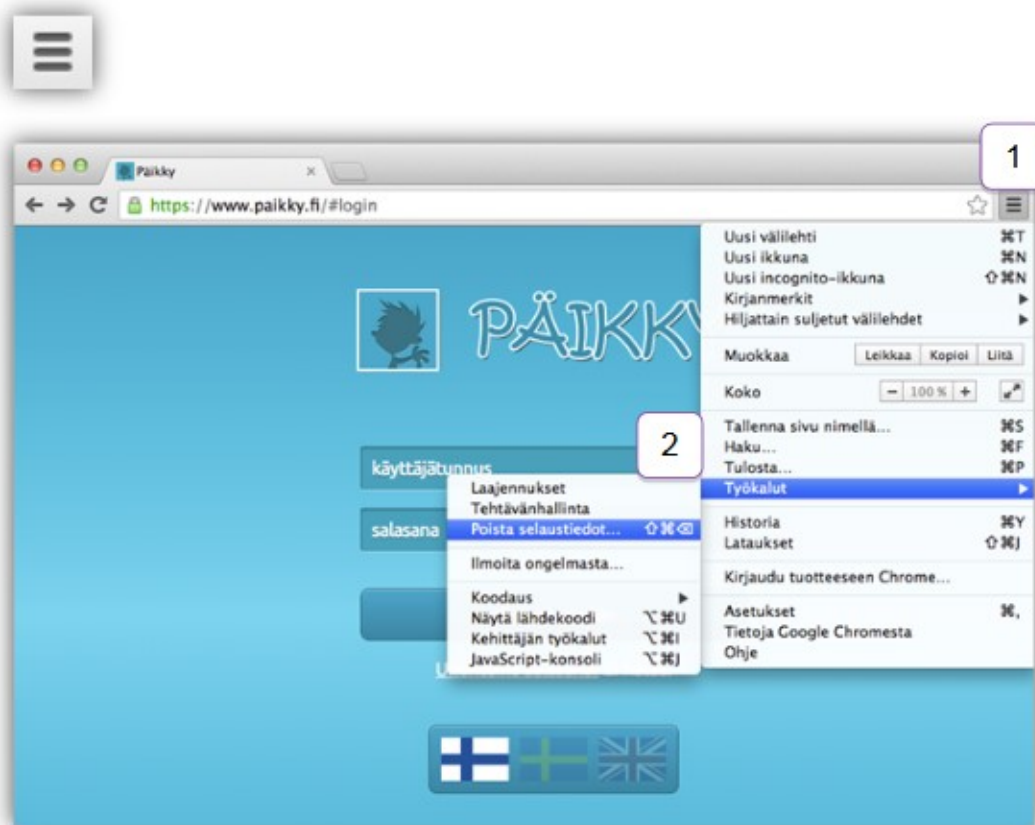 1
Päikky
https://www.paikky.fi/#login
Uusi välilehti ⌘T
Uusi ikkuna ⌘N
Uusi incognito-ikkuna ⇧⌘N
Kirjanmerkit
Hiljattain suljetut välilehdet
Muokkaa Leikkaa Kopioi Liitä
Koko - 100 % +
Tallenna sivu nimellä... ⌘S
Haku... ⌘F
Tulosta... ⌘P
Työkalut
Historia ⌘Y
Lataukset ⇧⌘J
Kirjaudu tuotteeseen Chrome...
Asetukset ⌘,
Tietoja Google Chromesta
Ohje
PÄIKKY
2
käyttäjätunnus
salasana
Laajennukset
Tehtävänhallinta
Poista selaustiedot... ⇧⌘⌫
Ilmoita ongelmasta...
Koodaus
Näytä lähdekoodi ⌥⌘U
Kehittäjän työkalut ⌥⌘I
JavaScript-konsoli ⌥⌘J